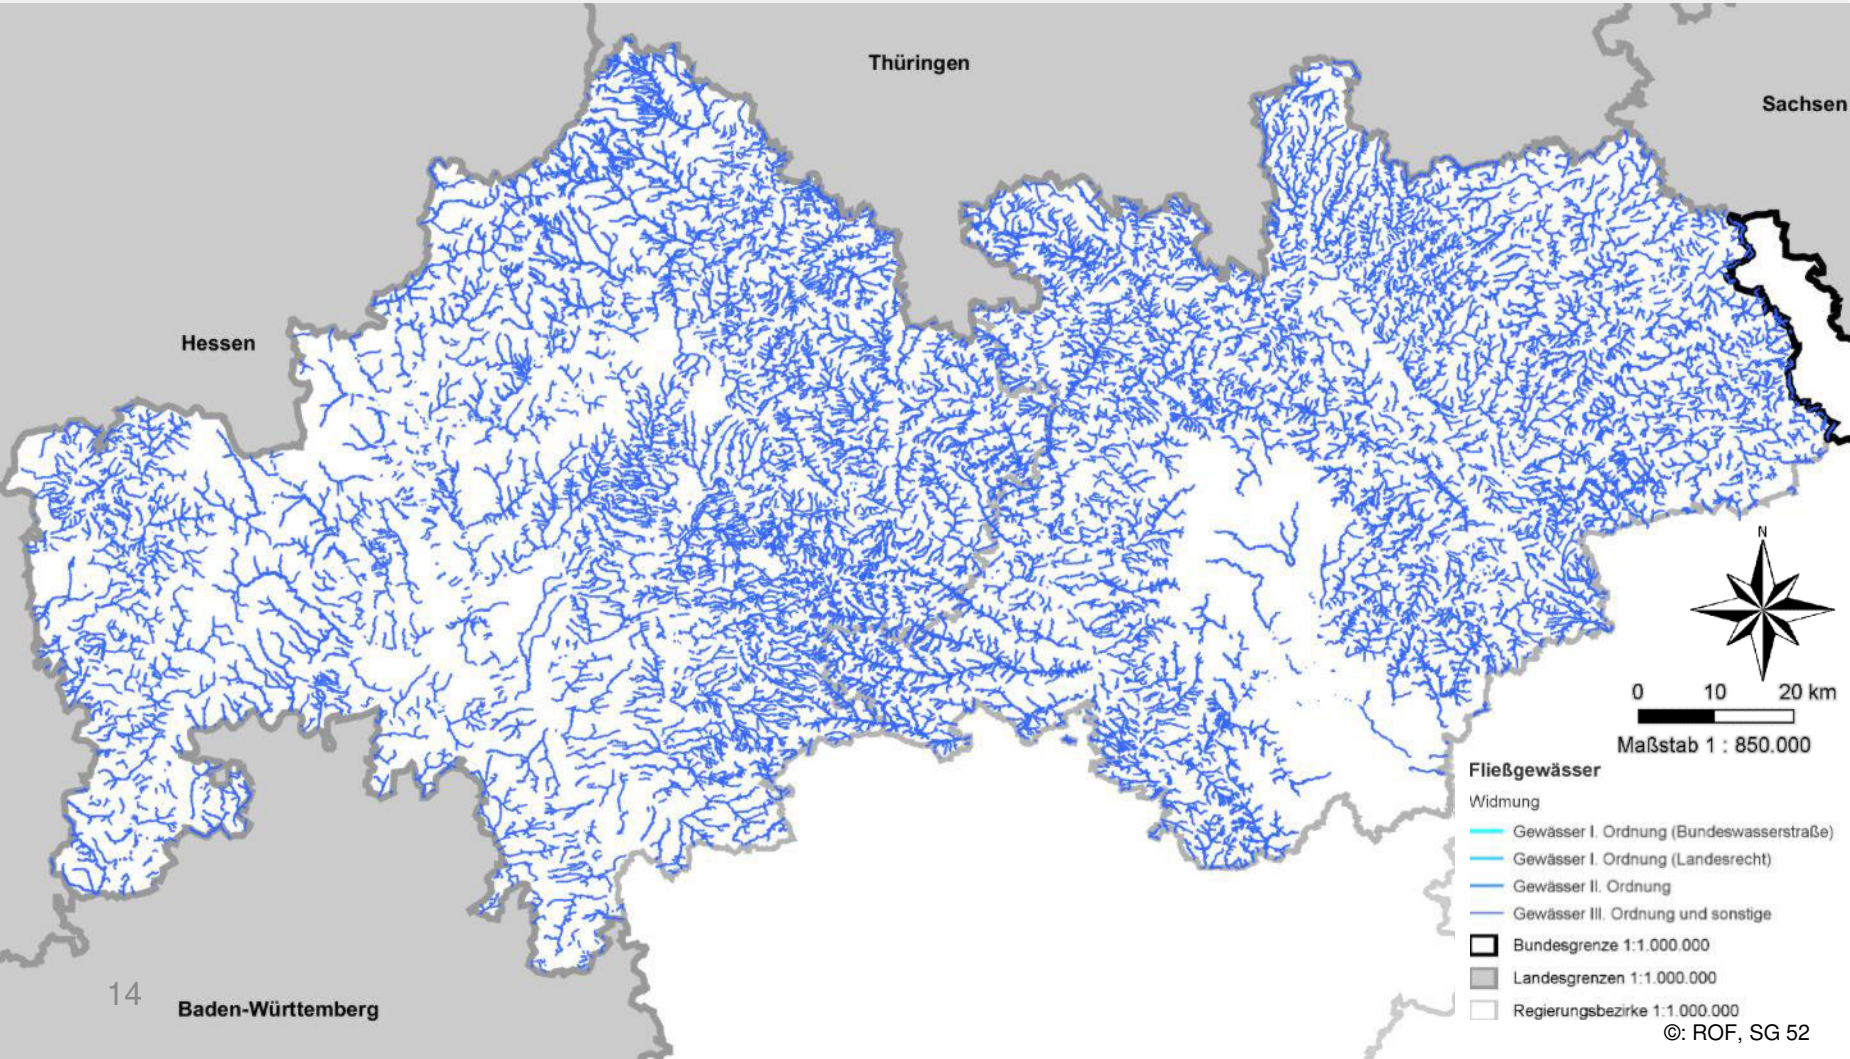 Thüringen
Sachsen
Hessen
N
0 10 20 km
Maßstab 1 : 850.000
Fließgewässer
Widmung
Gewässer I. Ordnung (Bundeswasserstraße)
Gewässer I. Ordnung (Landesrecht)
Gewässer II. Ordnung
Gewässer III. Ordnung und sonstige
Bundesgrenze 1:1.000.000
Landesgrenzen 1:1.000.000
Regierungsbezirke 1:1.000.000
14
Baden-Württemberg
©: ROF, SG 52